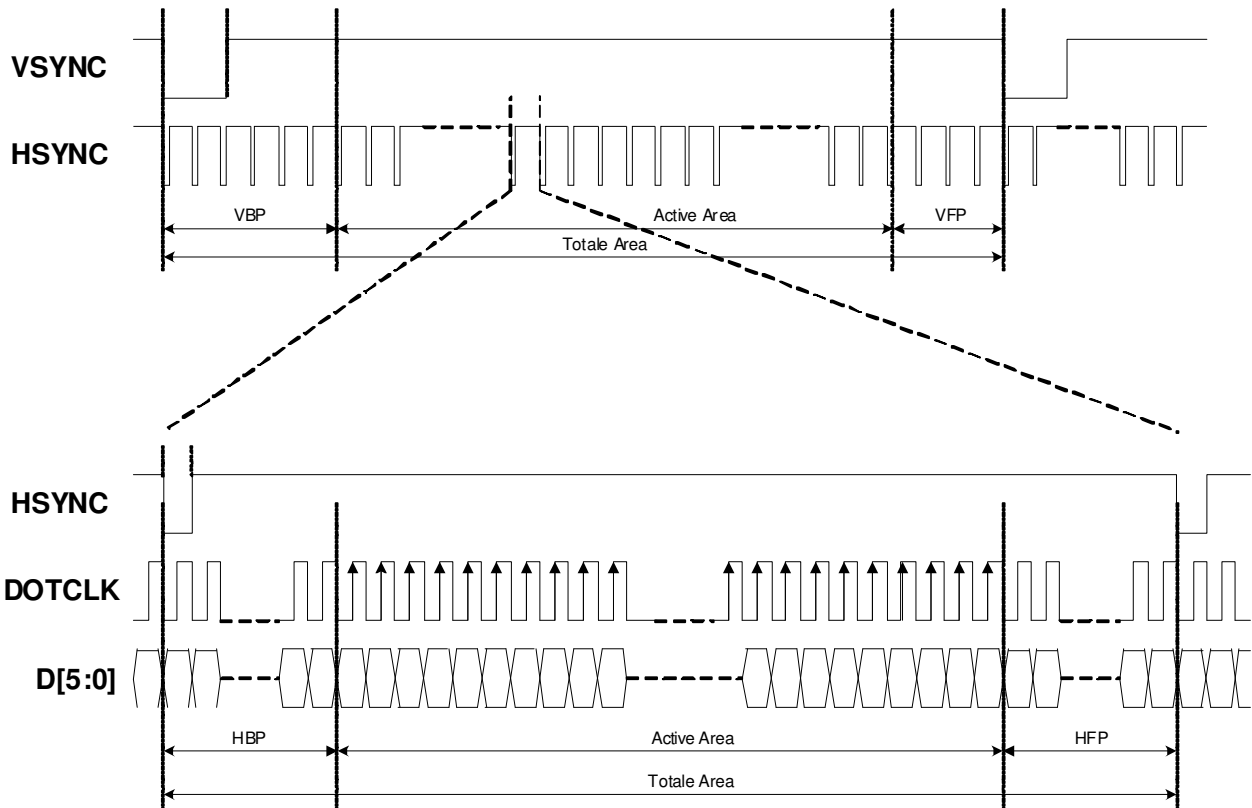 VSYNC
HSYNC
VBP Active Area VFP
Totale Area
HSYNC
DOTCLK
D[5:0]
HBP Active Area HFP
Totale Area